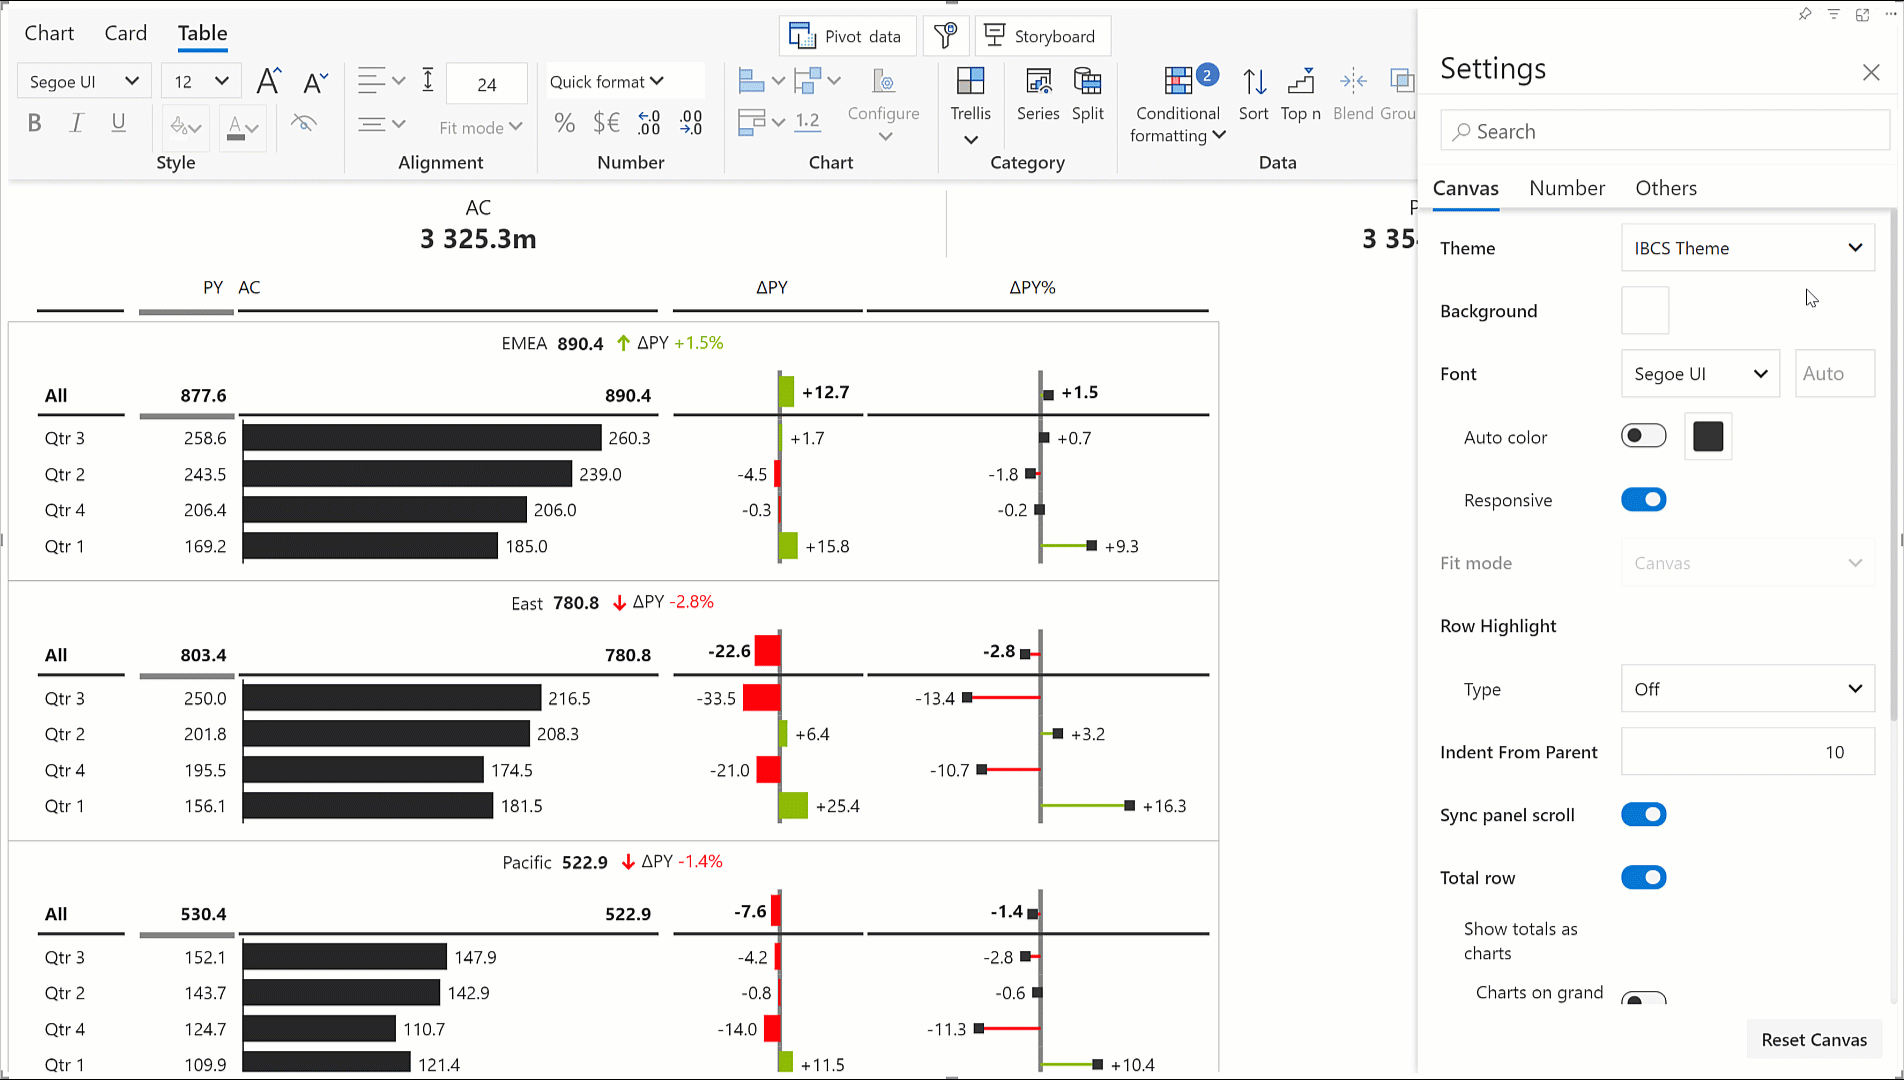 Chart Card Table
Pivot data
Storyboard
Segoe UI 12 A A
24
Quick format
B I U A
Fit mode
% $€ .0 .00 .00 .0
1.2
Configure
Trellis Series Split
2
Conditional formatting
Sort Top n Blend Grou
Style Alignment Number Chart Category Data
AC
3 325.3m
P
3 35
PY AC ΔPY ΔPY%
EMEA 890.4 ΔPY +1.5%
All 877.6 890.4 +12.7 +1.5
Qtr 3 258.6 260.3 +1.7 +0.7
Qtr 2 243.5 239.0 -4.5 -1.8
Qtr 4 206.4 206.0 -0.3 -0.2
Qtr 1 169.2 185.0 +15.8 +9.3
East 780.8 ΔPY -2.8%
All 803.4 780.8 -22.6 -2.8
Qtr 3 250.0 216.5 -33.5 -13.4
Qtr 2 201.8 208.3 +6.4 +3.2
Qtr 4 195.5 174.5 -21.0 -10.7
Qtr 1 156.1 181.5 +25.4 +16.3
Pacific 522.9 ΔPY -1.4%
All 530.4 522.9 -7.6 -1.4
Qtr 3 152.1 147.9 -4.2 -2.8
Qtr 2 143.7 142.9 -0.8 -0.6
Qtr 4 124.7 110.7 -14.0 -11.3
Qtr 1 109.9 121.4 +11.5 +10.4
Settings
Search
Canvas Number Others
Theme IBCS Theme
Background
Font Segoe UI Auto
Auto color
Responsive
Fit mode Canvas
Row Highlight
Type Off
Indent From Parent 10
Sync panel scroll
Total row
Show totals as
charts
Charts on grand
Reset Canvas